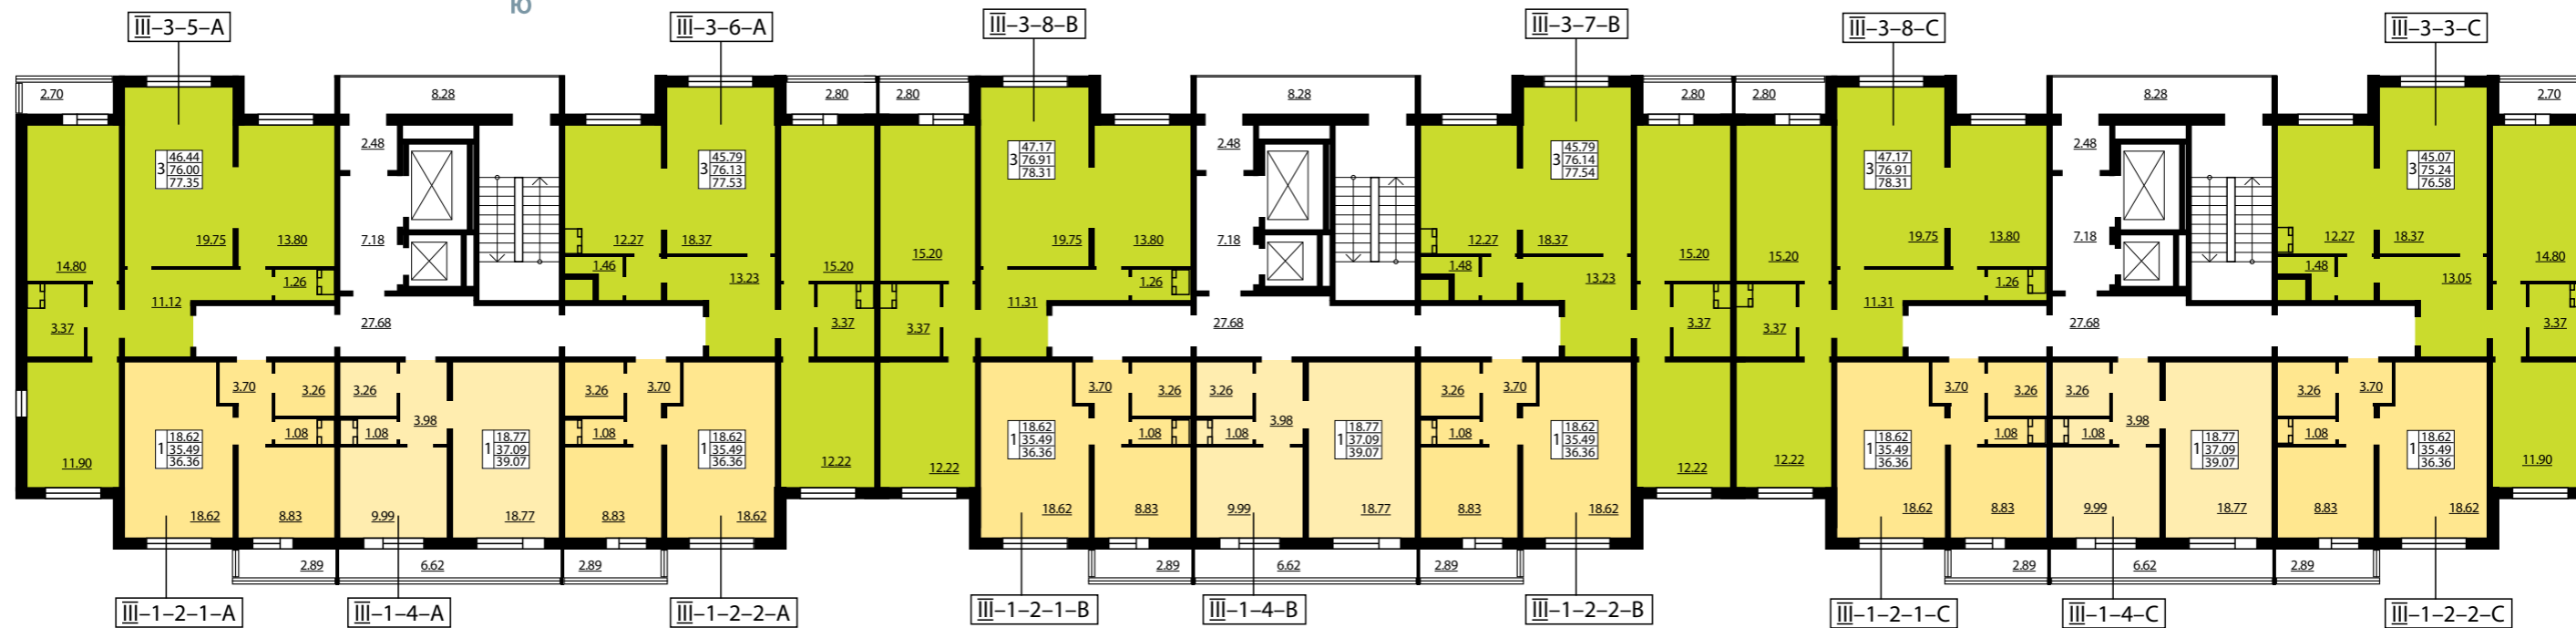 Ю
III–3–5–A
III–3–6–A
III–3–8–B
III–3–7–B
III–3–8–C
III–3–3–C
2.70 8.28 2.80 2.80 8.28 2.80 2.80 8.28 2.70
2.48 2.48 2.48
3 46.44 76.00 77.35
3 45.79 76.13 77.53
3 47.17 76.91 78.31
3 45.79 76.14 77.54
3 47.17 76.91 78.31
3 45.07 75.24 76.58
19.75 13.80 7.18 12.27 18.37 19.75 13.80 7.18 12.27 18.37 19.75 13.80 7.18 12.27 18.37
14.80 1.26 1.46 13.23 15.20 15.20 1.26 1.48 13.23 15.20 15.20 1.26 1.48 13.05 14.80
11.12 11.31 11.31
3.37 27.68 3.37 3.37 27.68 3.37 3.37 27.68 3.37
3.70 3.26 3.26 3.26 3.70 3.70 3.26 3.26 3.26 3.70 3.70 3.26 3.26 3.26 3.70
3.98 3.98 3.98
1.08 1.08 1.08 1.08 1.08 1.08 1.08 1.08 1.08
1 18.62 35.49 36.36
1 18.77 37.09 39.07
1 18.62 35.49 36.36
1 18.62 35.49 36.36
1 18.77 37.09 39.07
1 18.62 35.49 36.36
1 18.62 35.49 36.36
1 18.77 37.09 39.07
1 18.62 35.49 36.36
11.90 12.22 12.22 12.22 12.22 11.90
18.62 8.83 9.99 18.77 8.83 18.62 18.62 8.83 9.99 18.77 8.83 18.62 18.62 8.83 9.99 18.77 8.83 18.62
2.89 6.62 2.89 2.89 6.62 2.89 2.89 6.62 2.89
III–1–2–1–A
III–1–4–A
III–1–2–2–A
III–1–2–1–B
III–1–4–B
III–1–2–2–B
III–1–2–1–C
III–1–4–C
III–1–2–2–C